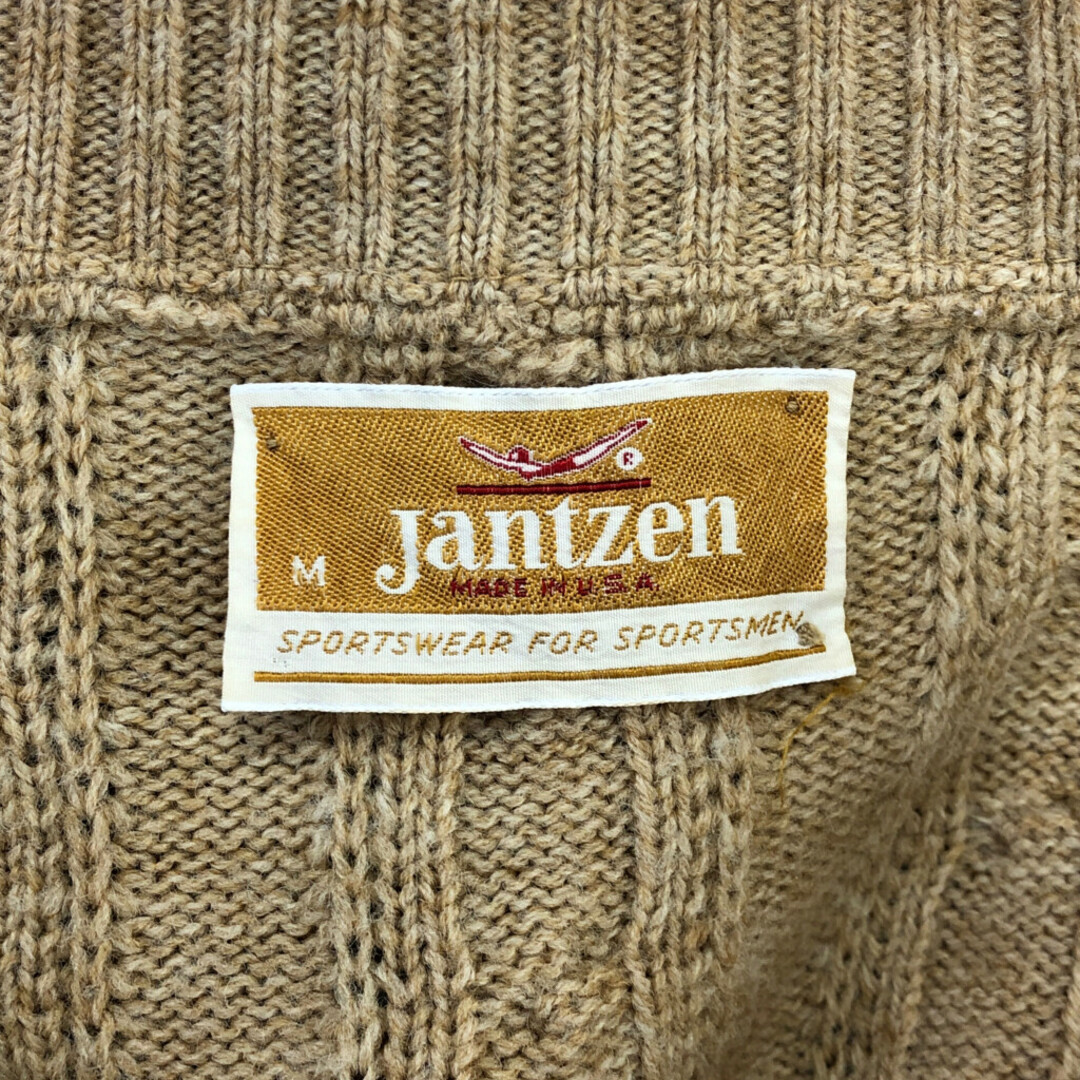 ®
Jantzen
M
MADE IN U.S.A.
SPORTSWEAR FOR SPORTSMEN